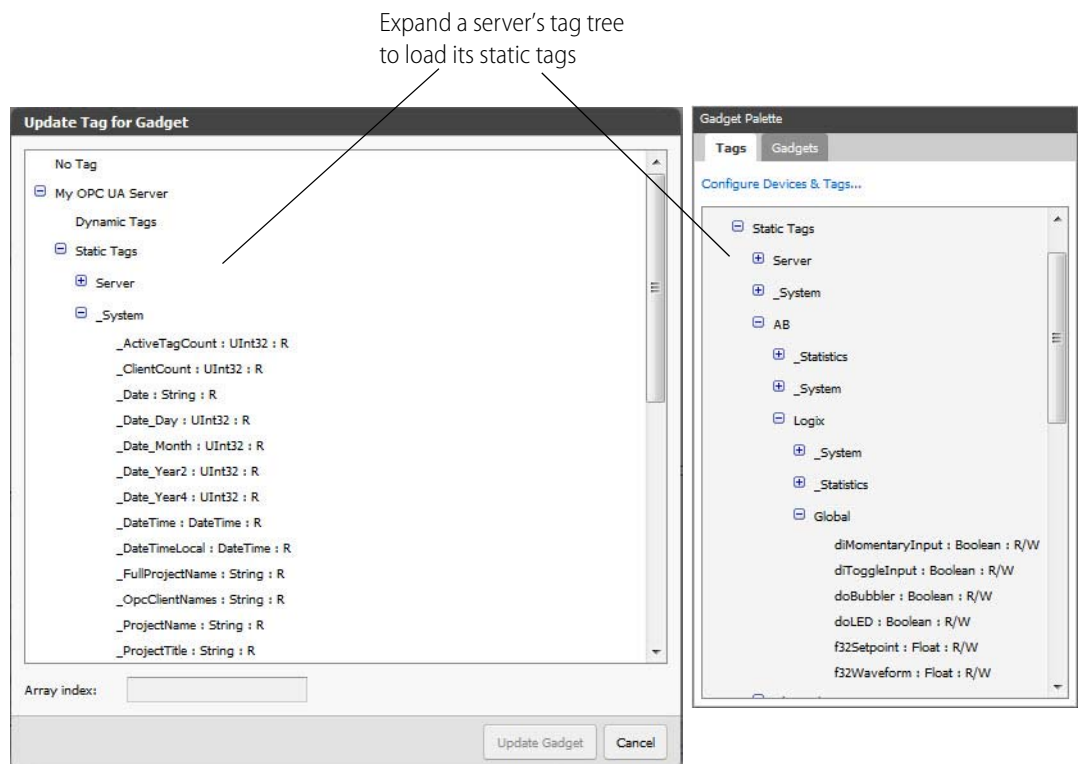 Expand a server's tag tree
to load its static tags
Update Tag for Gadget
No Tag
My OPC UA Server
Dynamic Tags
Static Tags
Server
_System
_ActiveTagCount : UInt32 : R
_ClientCount : UInt32 : R
_Date : String : R
_Date_Day : UInt32 : R
_Date_Month : UInt32 : R
_Date_Year2 : UInt32 : R
_Date_Year4 : UInt32 : R
_DateTime : DateTime : R
_DateTimeLocal : DateTime : R
_FullProjectName : String : R
_OpcClientNames : String : R
_ProjectName : String : R
_ProjectTitle : String : R
Array index:
Update Gadget Cancel
Gadget Palette
Tags Gadgets
Configure Devices & Tags...
Static Tags
Server
_System
AB
_Statistics
_System
Logix
_System
_Statistics
Global
diMomentaryInput : Boolean : R/W
diToggleInput : Boolean : R/W
doBubbler : Boolean : R/W
doLED : Boolean : R/W
f32Setpoint : Float : R/W
f32Waveform : Float : R/W